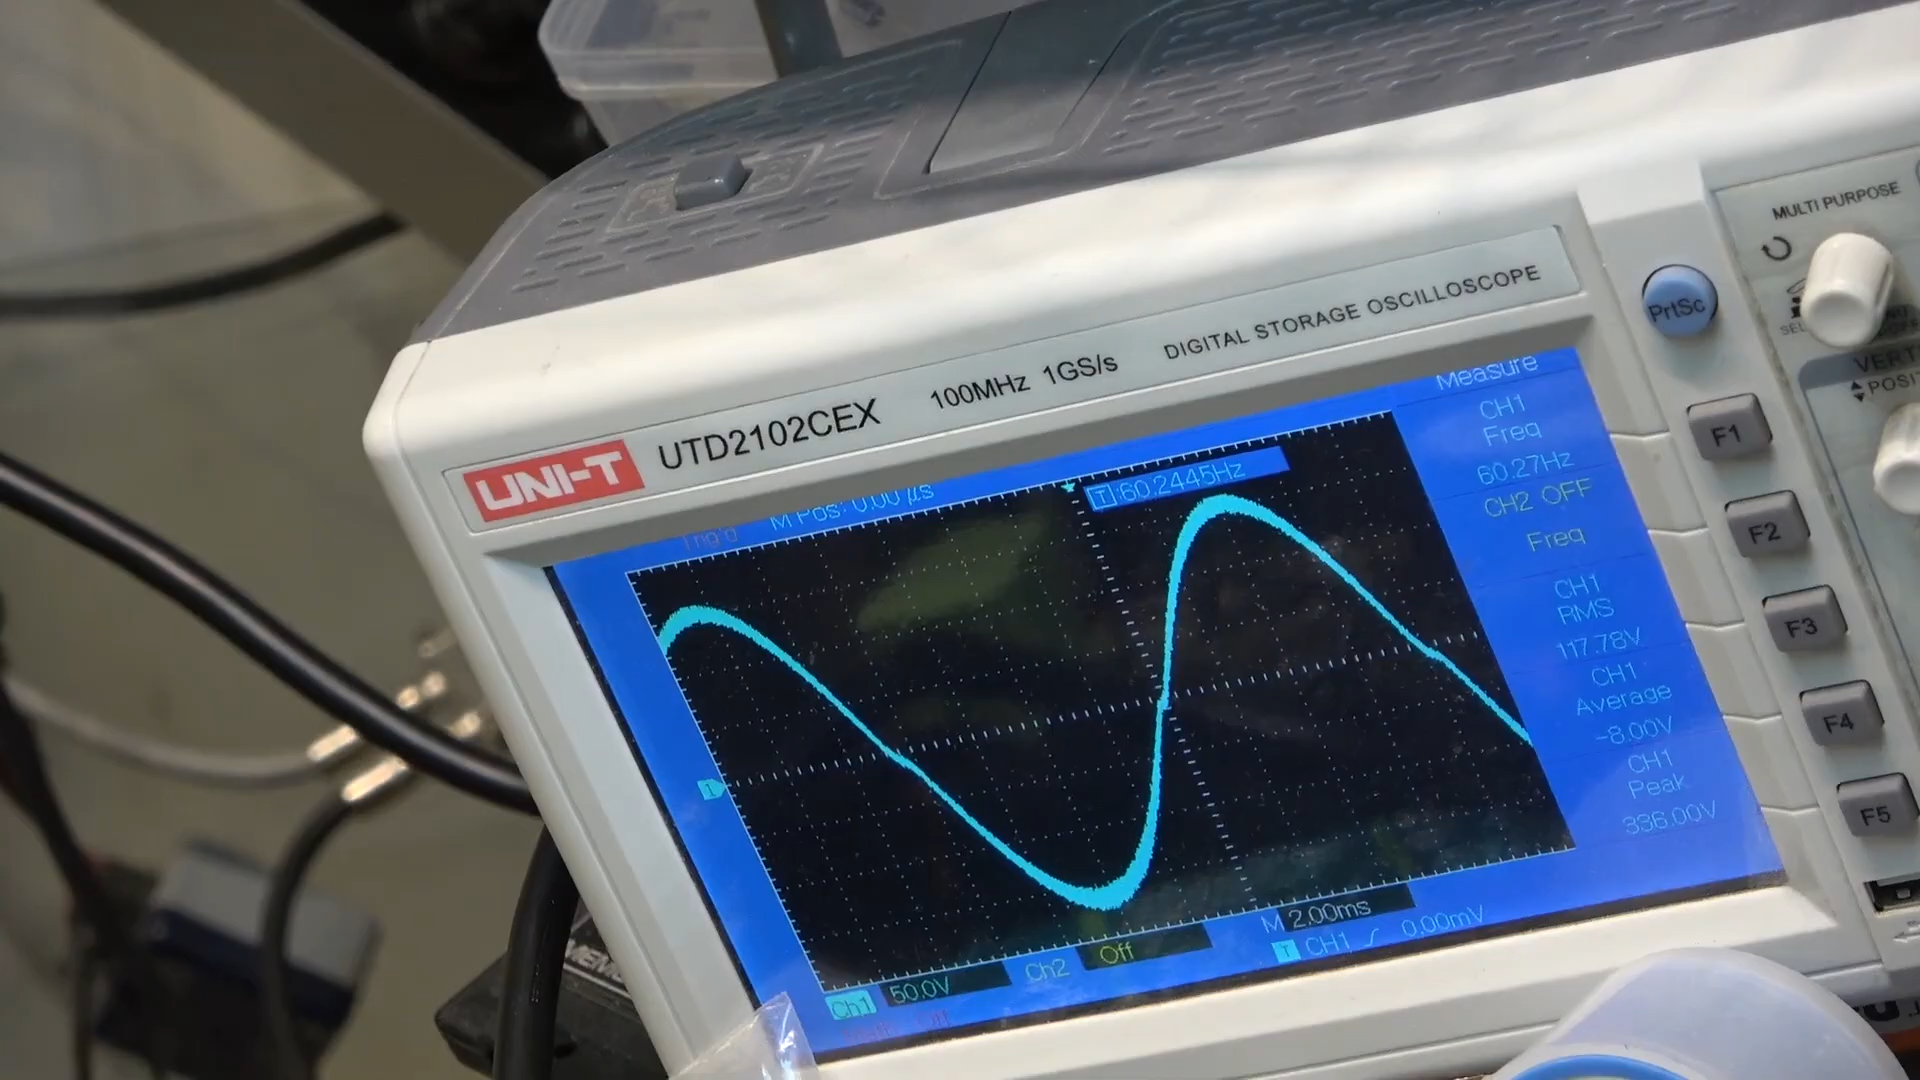 MULTI PURPOSE
PrtSc
UNI-T
UTD2102CEX
100MHz 1GS/s
DIGITAL STORAGE OSCILLOSCOPE
M Pos: 0.00 µs
T:60.2445Hz
Measure
CH1
Freq
60.27Hz
CH2 OFF
Freq
CH1
RMS
117.78V
CH1
Average
-8.00V
CH1
Peak
336.00V
F1
F2
F3
F4
F5
1
Ch1 50.0V
Ch2 Off
M 2.00ms
T CH1 0.00mV